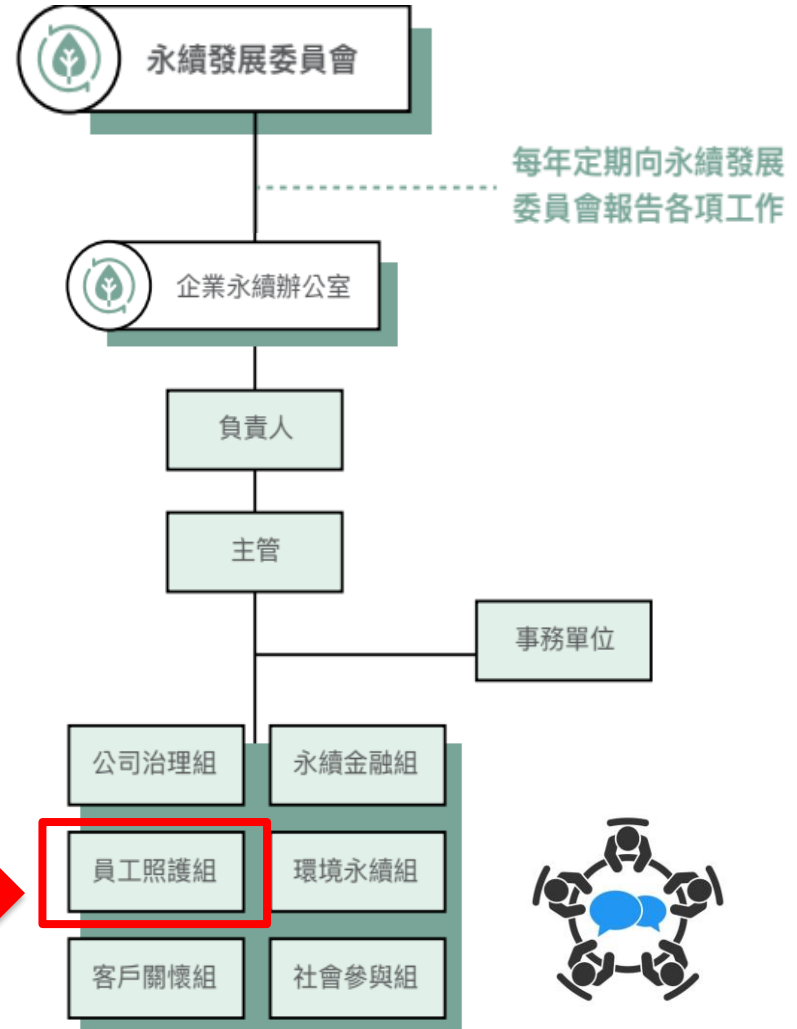 永續發展委員會
每年定期向永續發展
委員會報告各項工作
企業永續辦公室
負責人
主管
事務單位
公司治理組
永續金融組
員工照護組
環境永續組
客戶關懷組
社會參與組